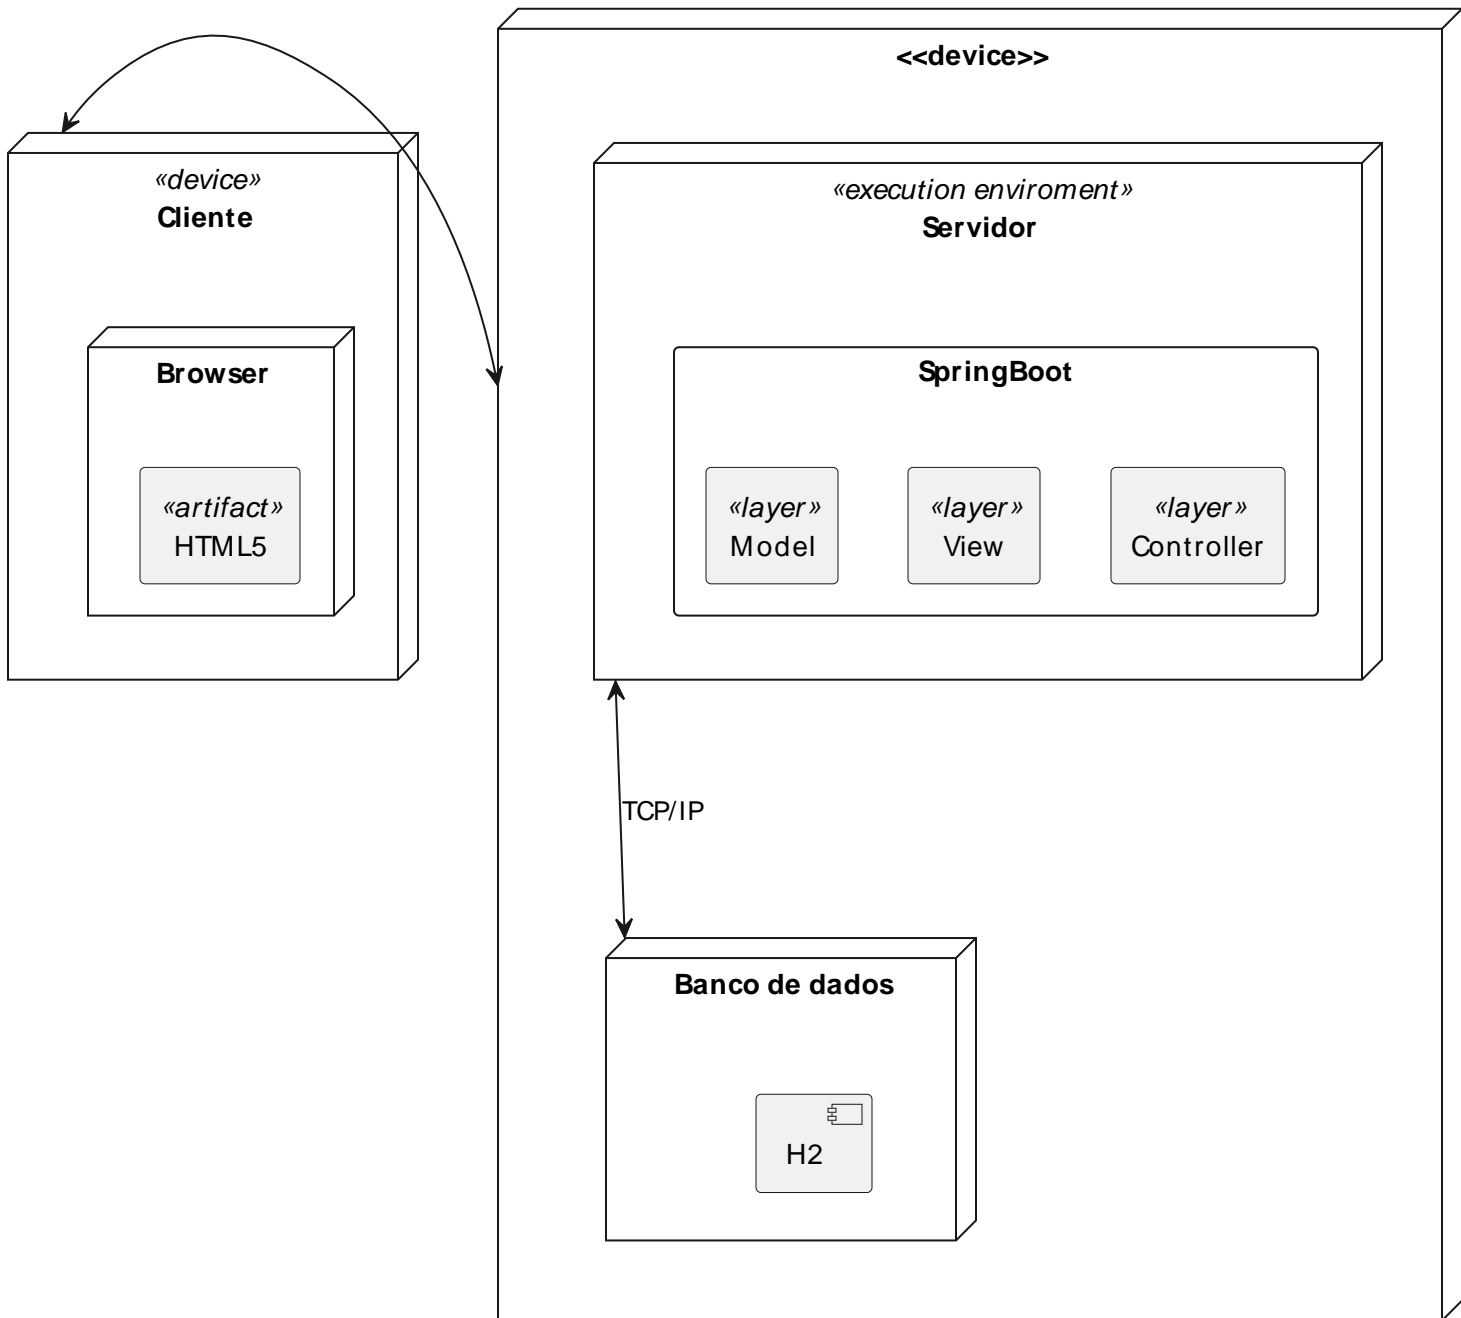 <<device>>
«device»
Cliente
Browser
«artifact»
HTML5
«execution enviroment»
Servidor
SpringBoot
«layer»
Model
«layer»
View
«layer»
Controller
TCP/IP
Banco de dados
H2